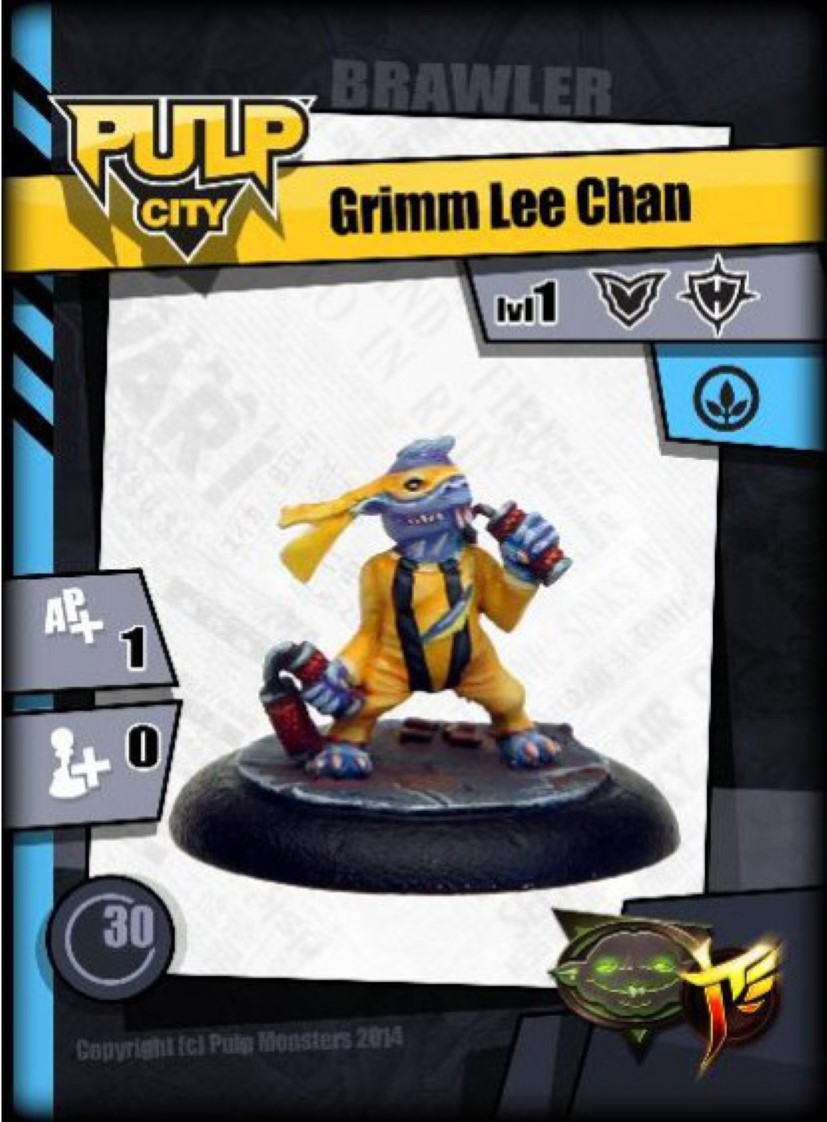 BRAWLER
PULP
CITY
Grimm Lee Chan
lvl1
AP+
1
+
0
30
Copyright (c) Pulp Monsters 2014